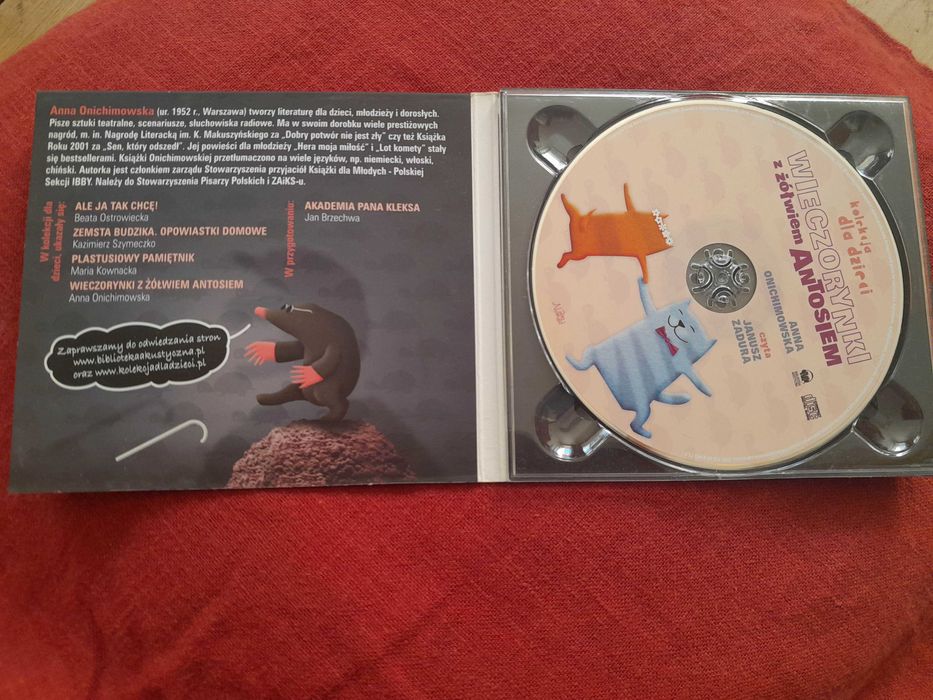 Anna Onichimowska (ur. 1952 r., Warszawa) tworzy literaturę dla dzieci, młodzieży i dorosłych.
Pisze sztuki teatralne, scenariusze, słuchowiska radiowe. Ma w swoim dorobku wiele prestiżowych
nagród, m. in. Nagrodę Literacką im. K. Makuszyńskiego za „Dobry potwór nie jest zły” czy też Książka
Roku 2001 za „Sen, który odszedł”. Jej powieści dla młodzieży „Hera moja miłość” i „Lot komety” stały
się bestsellerami. Książki Onichimowskiej przetłumaczono na wiele języków, np. niemiecki, włoski,
chiński. Autorka jest członkiem zarządu Stowarzyszenia przyjaciół Książki dla Młodych - Polskiej
Sekcji IBBY. Należy do Stowarzyszenia Pisarzy Polskich i ZAiKS-u.
W kolekcji dla
dzieci, ukazały się:
ALE JA TAK CHCĘ!
Beata Ostrowiecka
ZEMSTA BUDZIKA. OPOWIASTKI DOMOWE
Kazimierz Szymeczko
PLASTUSIOWY PAMIĘTNIK
Maria Kownacka
WIECZORYNKI Z ŻÓŁWIEM ANTOSIEM
Anna Onichimowska
W przygotowaniu:
AKADEMIA PANA KLEKSA
Jan Brzechwa
Zapraszamy do odwiedzania stron
www.bibliotekaakustyczna.pl
oraz www.kolekcjadladzieci.pl
kolekcja
dla
dzieci
WIECZORYNKI
z żółwiem ANTOSIEM
ANNA
ONICHIMOWSKA
czyta
JANUSZ
ZADURA